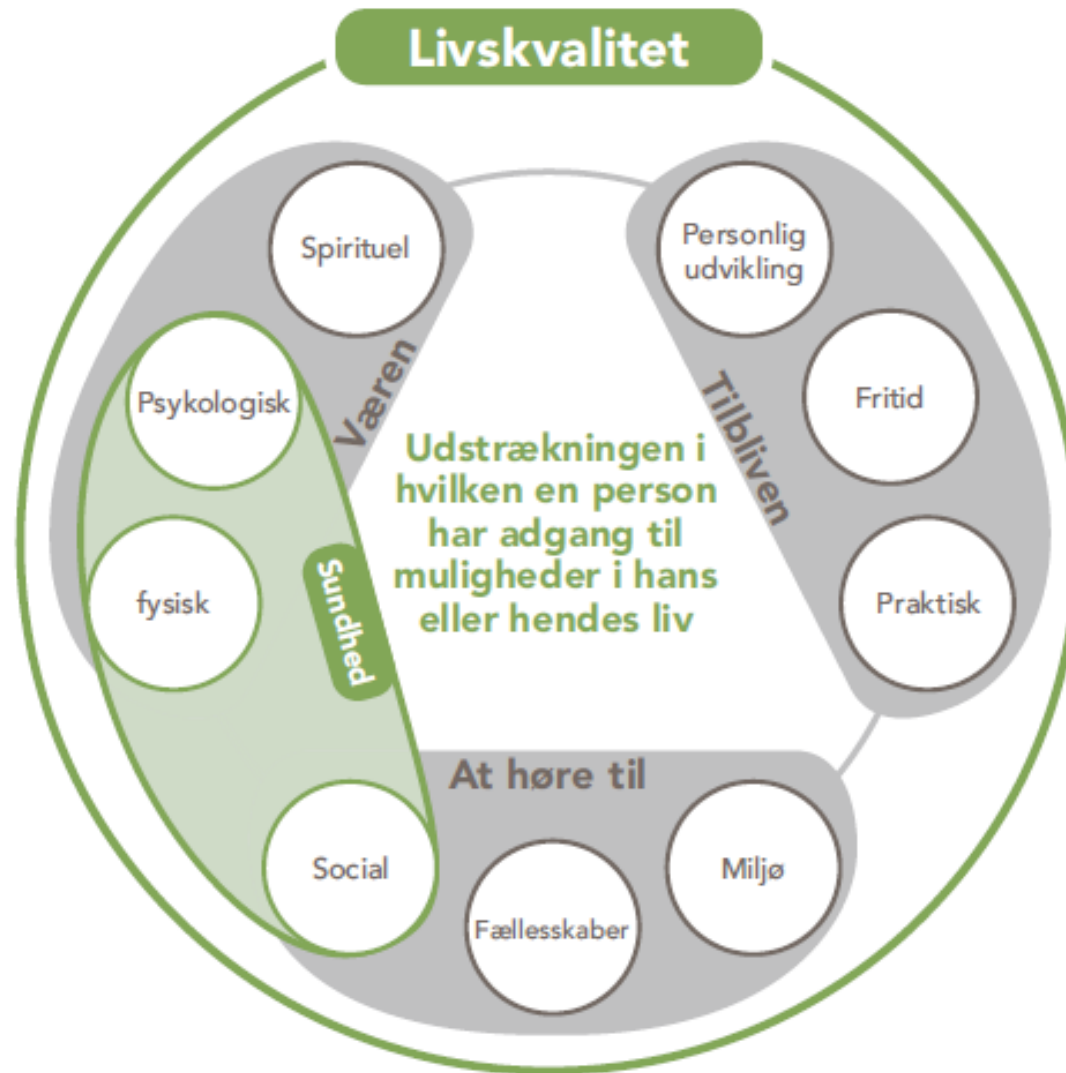 Livskvalitet
Spirituel
Psykologisk
fysisk
Væren
Sundhed
Udstrækningen i
hvilken en person
har adgang til
muligheder i hans
eller hendes liv
Personlig
udvikling
Fritid
Praktisk
Tilbliven
At høre til
Social
Fællesskaber
Miljø